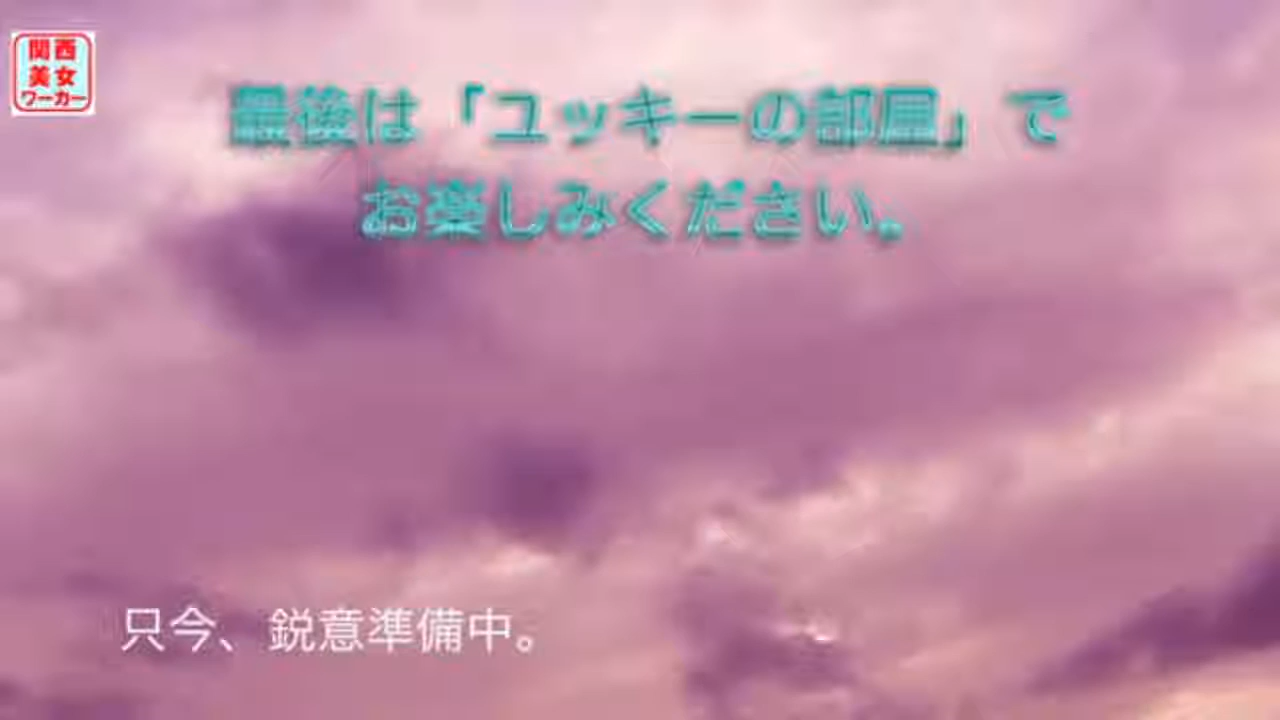 関西
美女
ワーカー
最後は「ユッキーの部屋」で
お楽しみください。
只今、鋭意準備中。